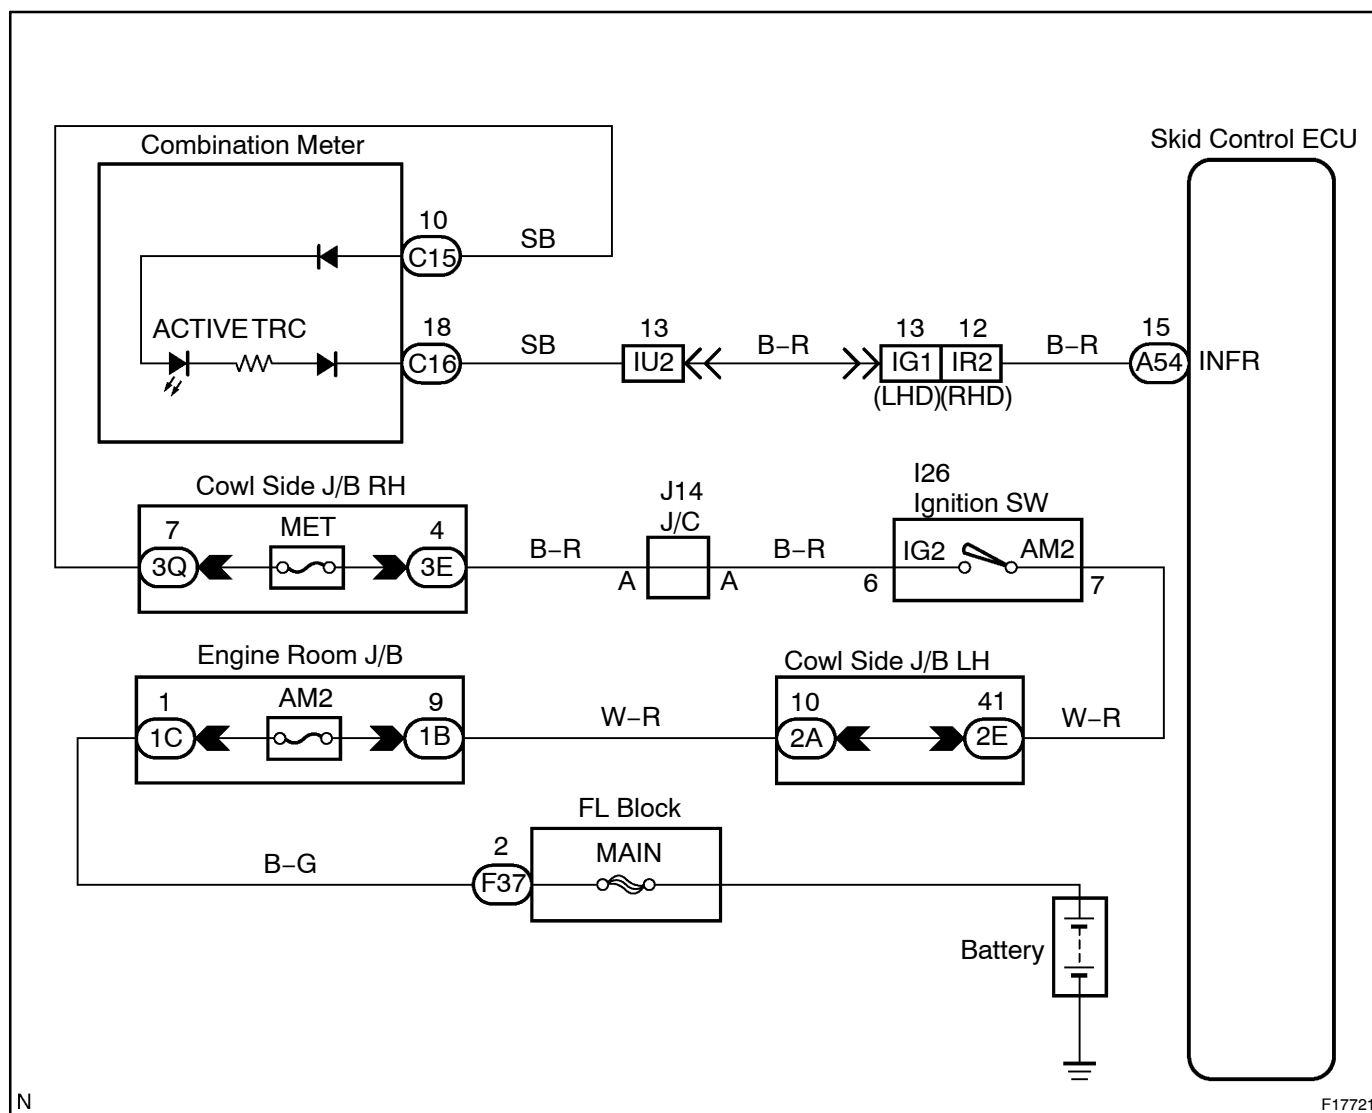 Skid Control ECU
Combination Meter
10
C15
SB
ACTIVE TRC
18
C16
SB
13
IU2
B–R
13
IG1
(LHD)
12
IR2
(RHD)
B–R
15
A54
INFR
Cowl Side J/B RH
7
3Q
MET
4
3E
B–R
J14
J/C
A
A
B–R
I26
Ignition SW
IG2
AM2
6
7
Engine Room J/B
1
1C
AM2
9
1B
W–R
Cowl Side J/B LH
10
2A
41
2E
W–R
FL Block
MAIN
2
F37
B–G
Battery
N
F17721